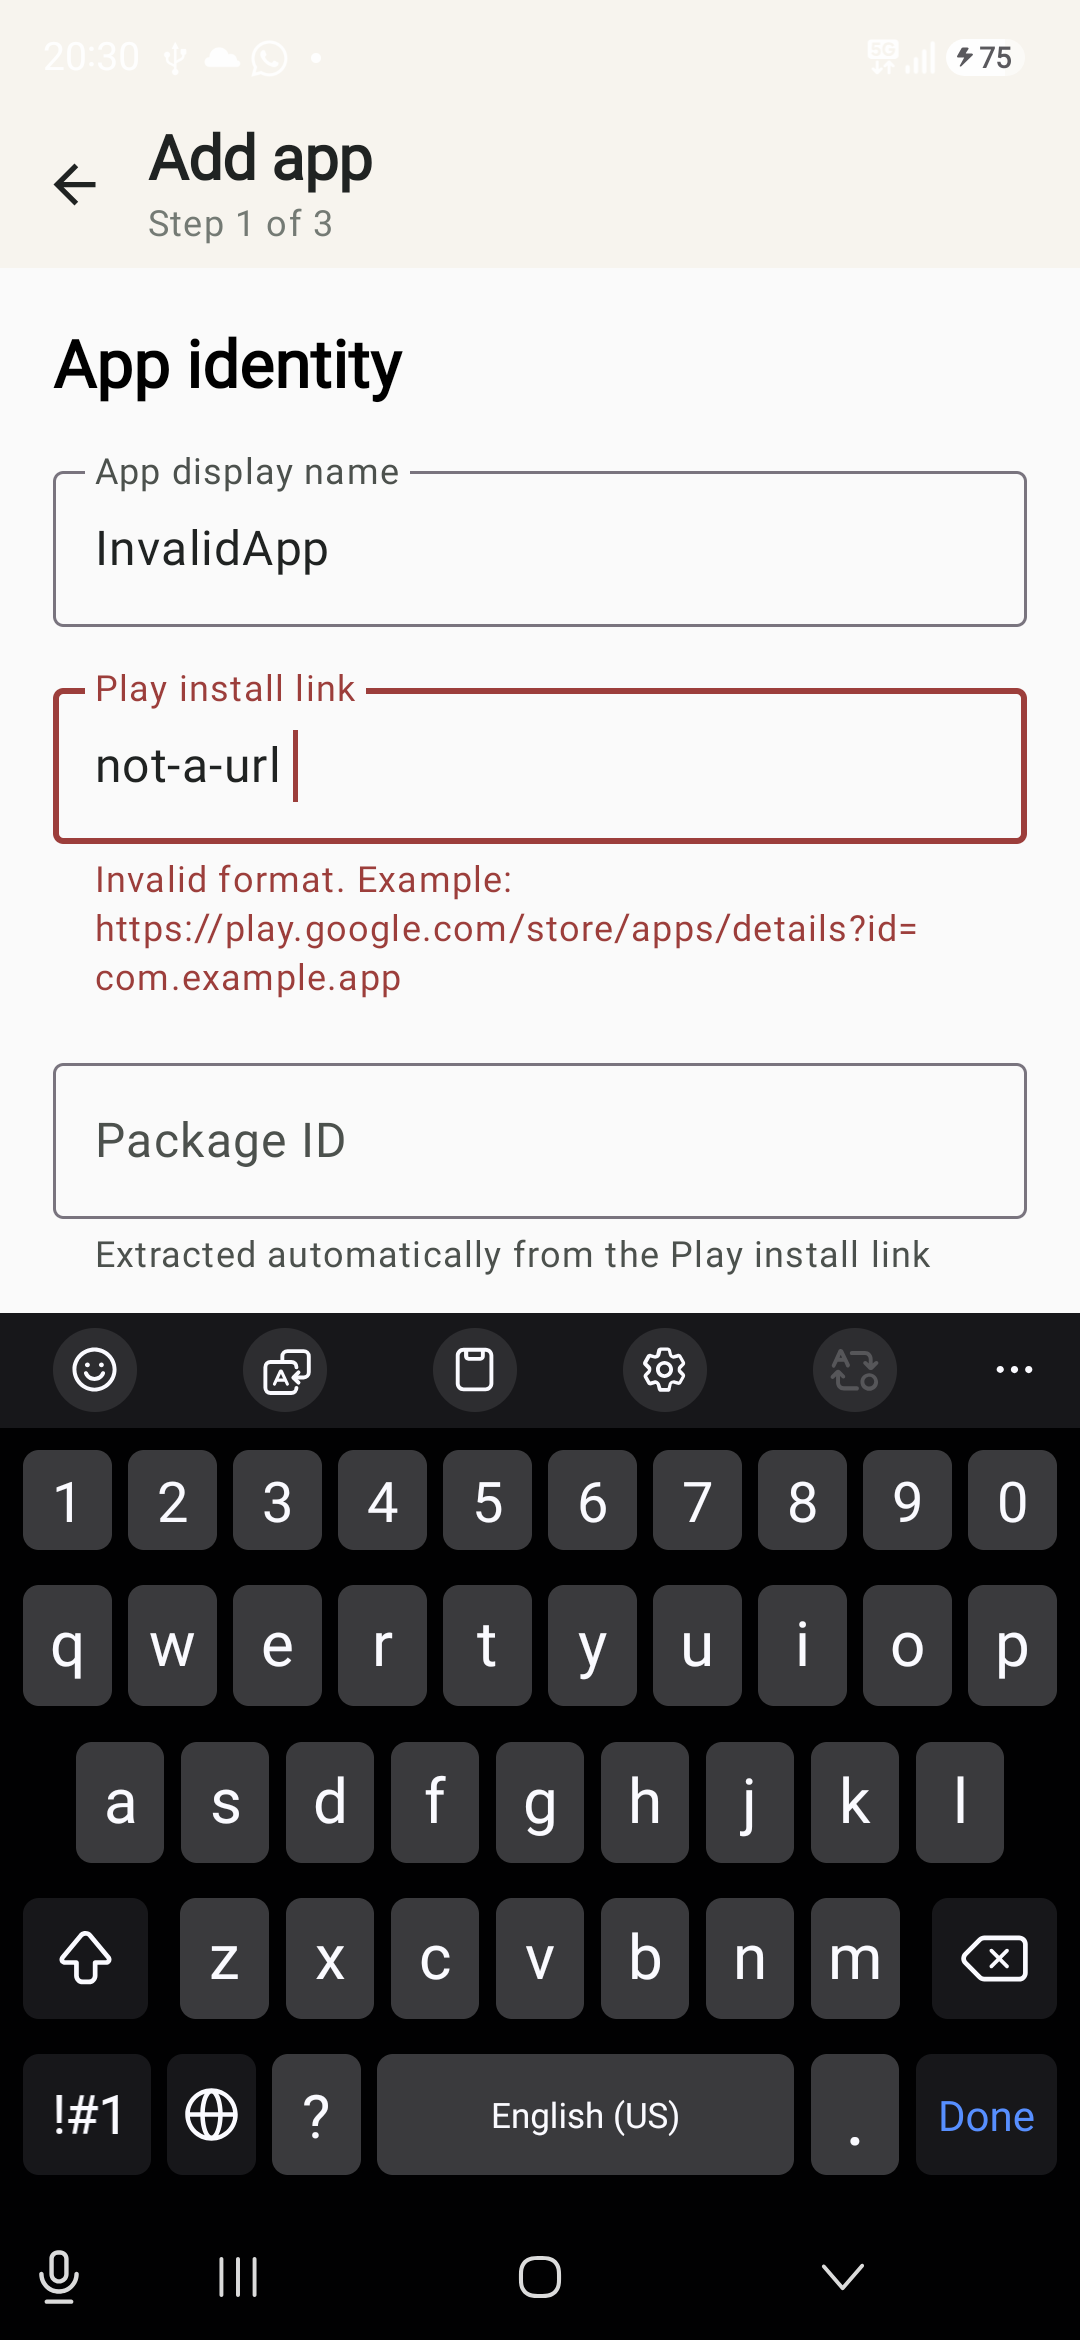 20:30
5G
75
Add app
Step 1 of 3
App identity
App display name
InvalidApp
Play install link
not-a-url
Invalid format. Example:
https://play.google.com/store/apps/details?id=
com.example.app
Package ID
Extracted automatically from the Play install link
1 2 3 4 5 6 7 8 9 0
q w e r t y u i o p
a s d f g h j k l
z x c v b n m
!#1 ? English (US) . Done